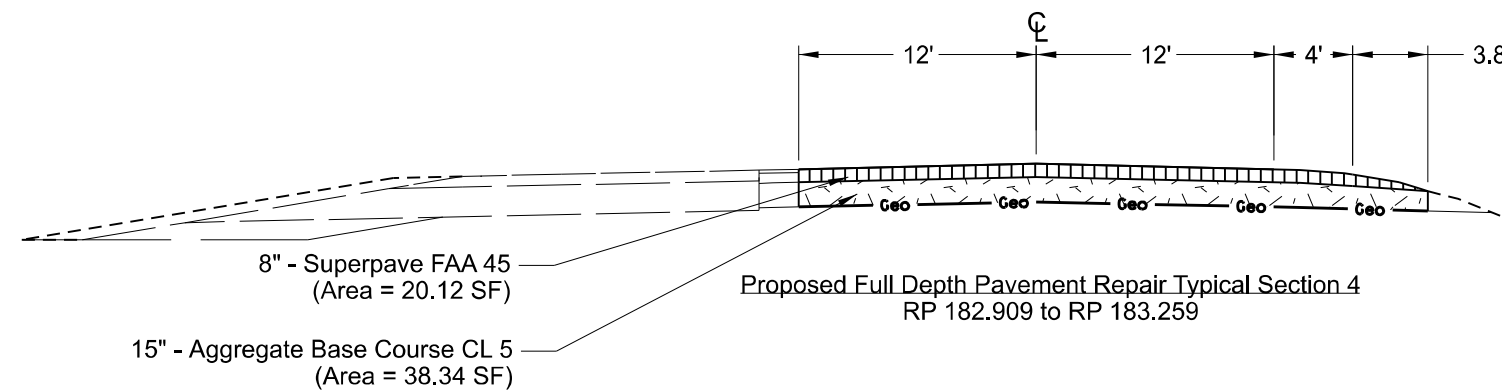 ℄
12' 12' 4' 3.8
Geo Geo Geo Geo Geo
8" - Superpave FAA 45
(Area = 20.12 SF)
Proposed Full Depth Pavement Repair Typical Section 4
RP 182.909 to RP 183.259
15" - Aggregate Base Course CL 5
(Area = 38.34 SF)